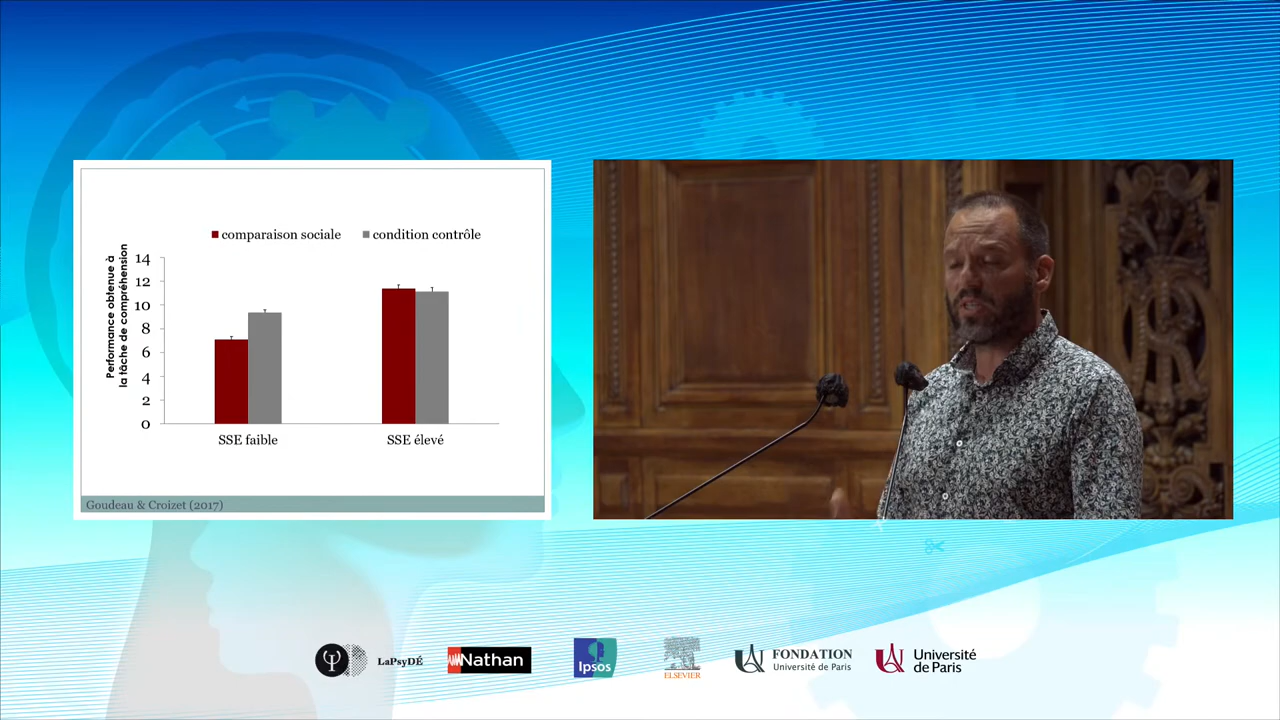 comparaison sociale
condition contrôle
Performance obtenue à
la tâche de compréhension
14
12
10
8
6
4
2
0
SSE faible
SSE élevé
Goudeau & Croizet (2017)
LaPsyDÉ
Nathan
Ipsos
ELSEVIER
FONDATION
Université de Paris
Université
de Paris